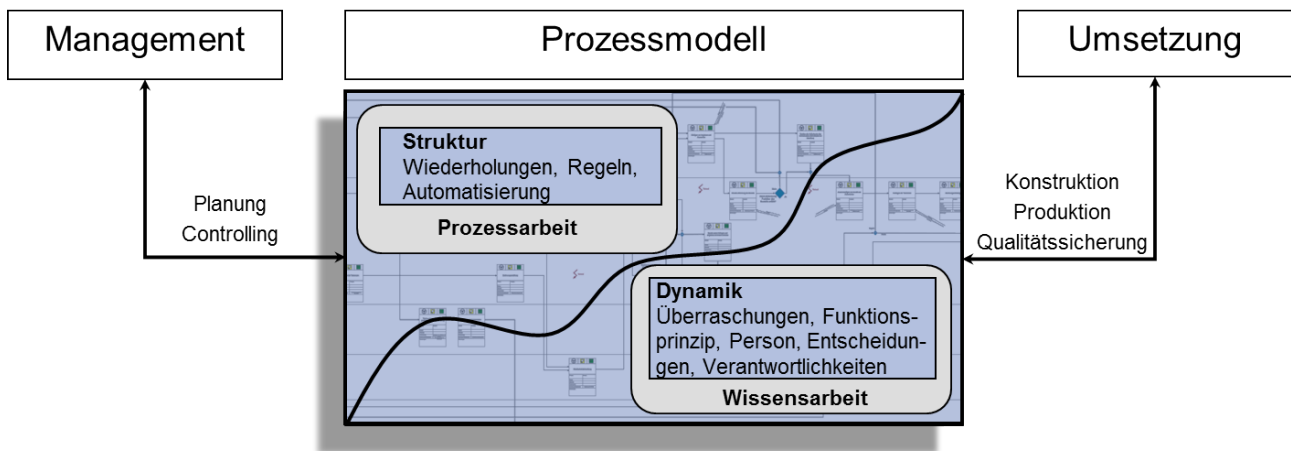 Management
Prozessmodell
Umsetzung
Struktur
Wiederholungen, Regeln,
Automatisierung
Prozessarbeit
Planung
Controlling
Konstruktion
Produktion
Qualitätssicherung
Dynamik
Überraschungen, Funktions-
prinzip, Person, Entscheidun-
gen, Verantwortlichkeiten
Wissensarbeit